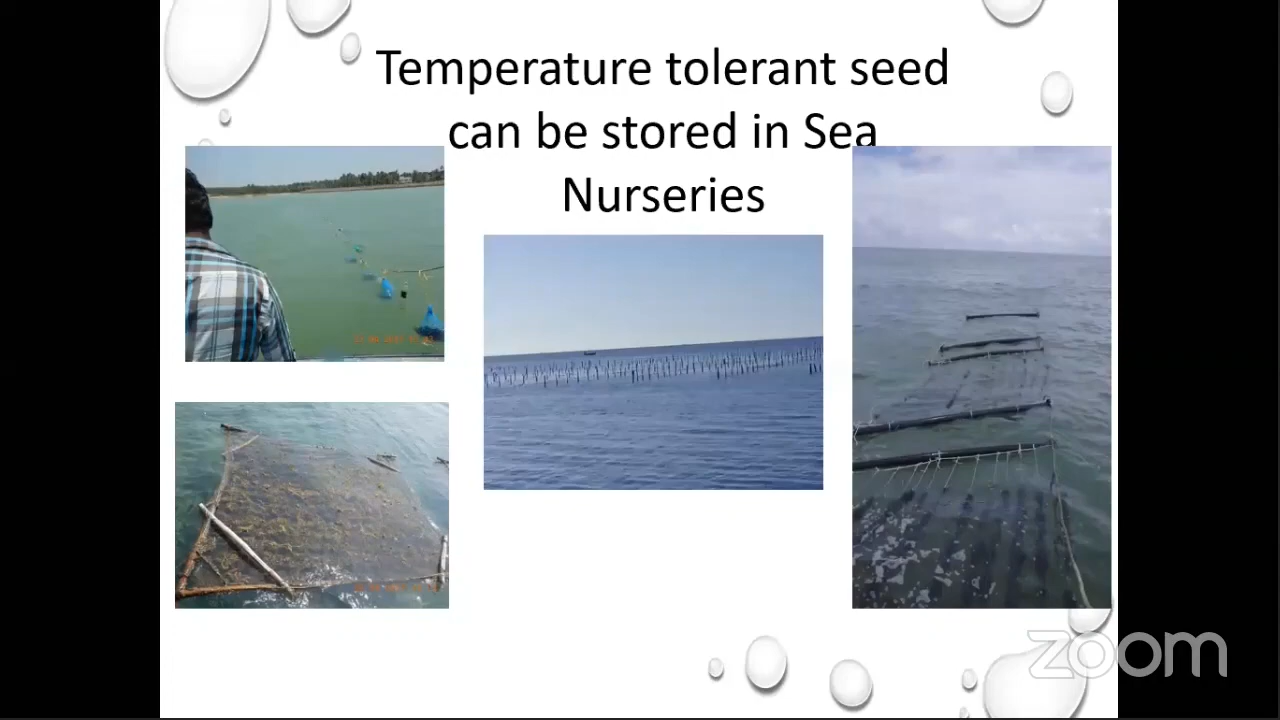 Temperature tolerant seed
can be stored in Sea
Nurseries
zoom